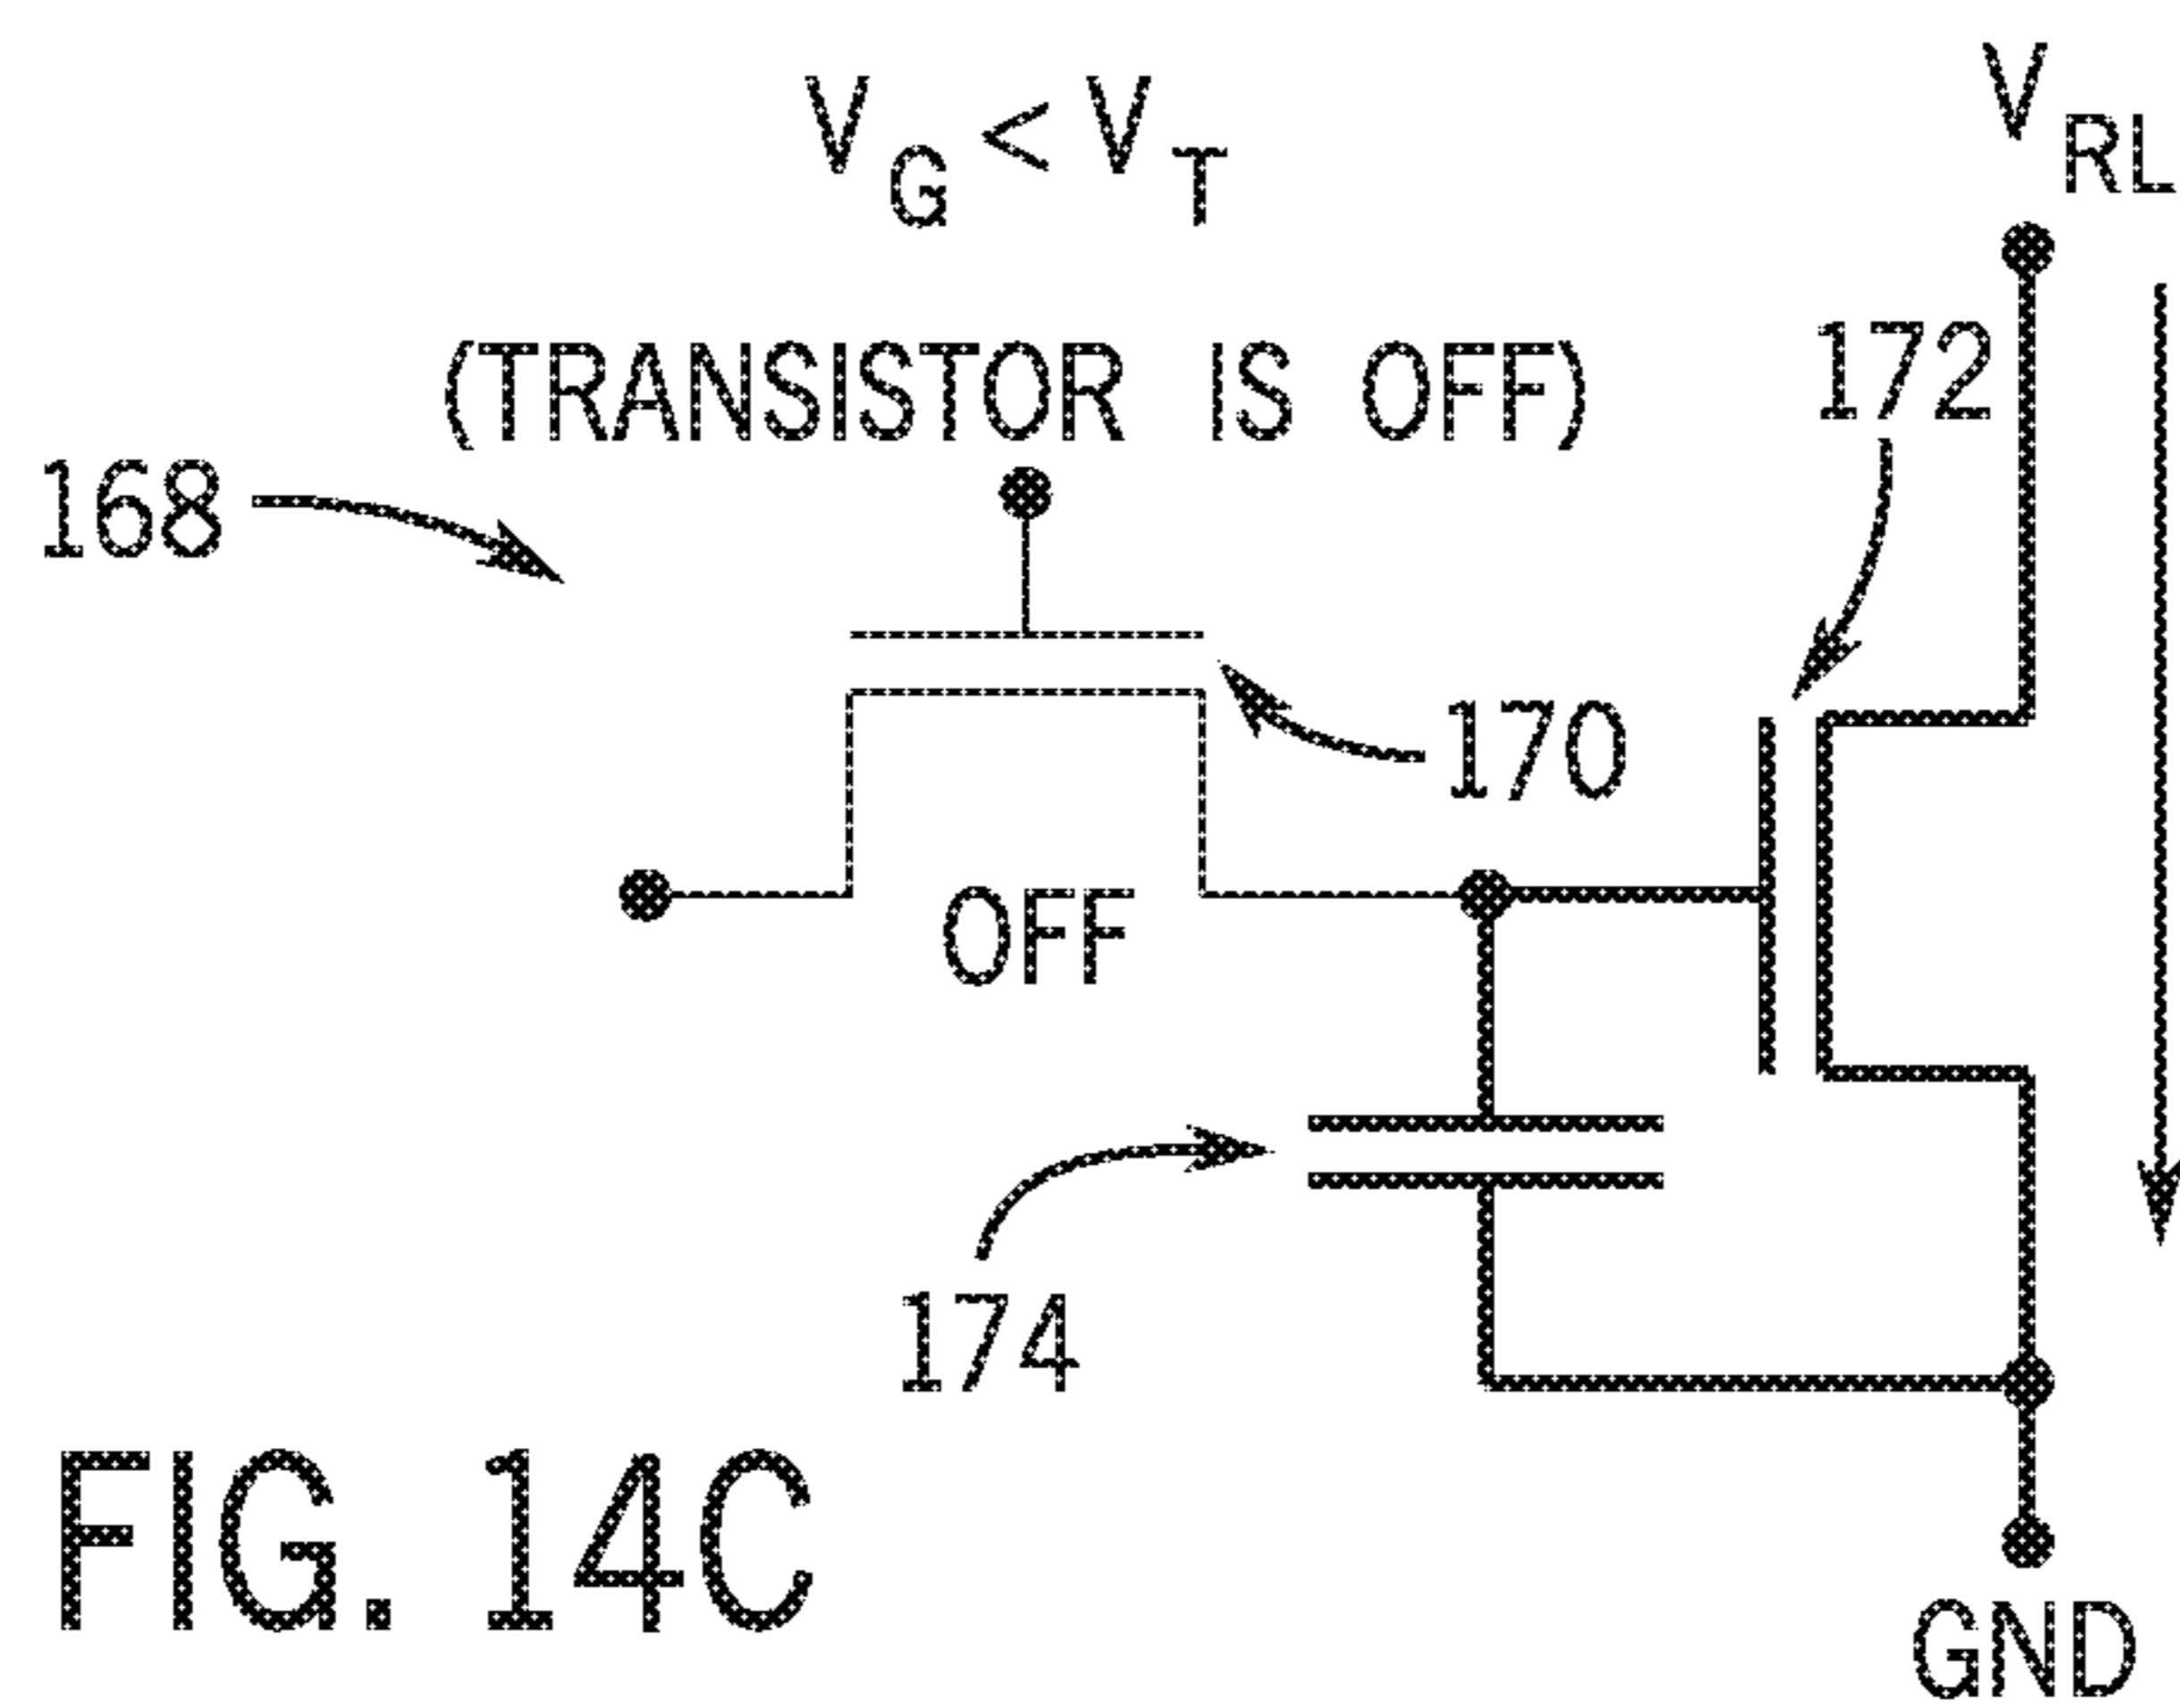 V_G < V_T
V_RL
(TRANSISTOR IS OFF)
172
168
170
OFF
174
FIG. 14C
GND